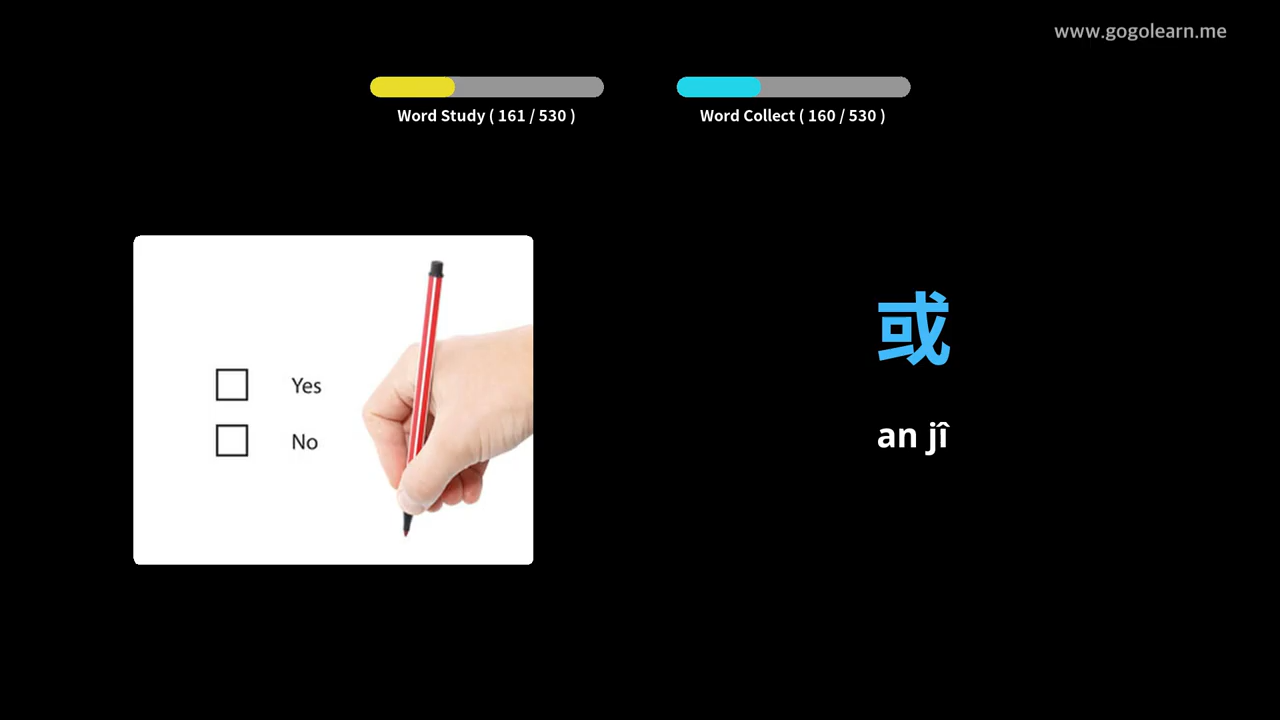 www.gogolearn.me
Word Study ( 161 / 530 )
Word Collect ( 160 / 530 )
Yes
No
或
an jî